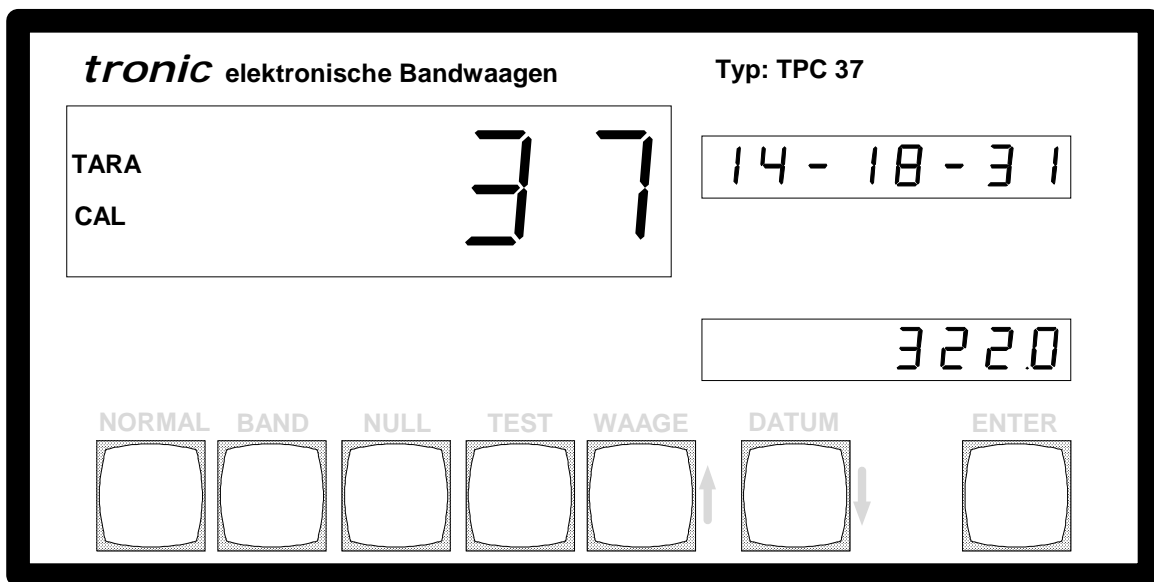 tronic elektronische Bandwaagen
Typ: TPC 37
TARA
CAL
37
14-18-31
322.0
NORMAL BAND NULL TEST WAAGE DATUM ENTER